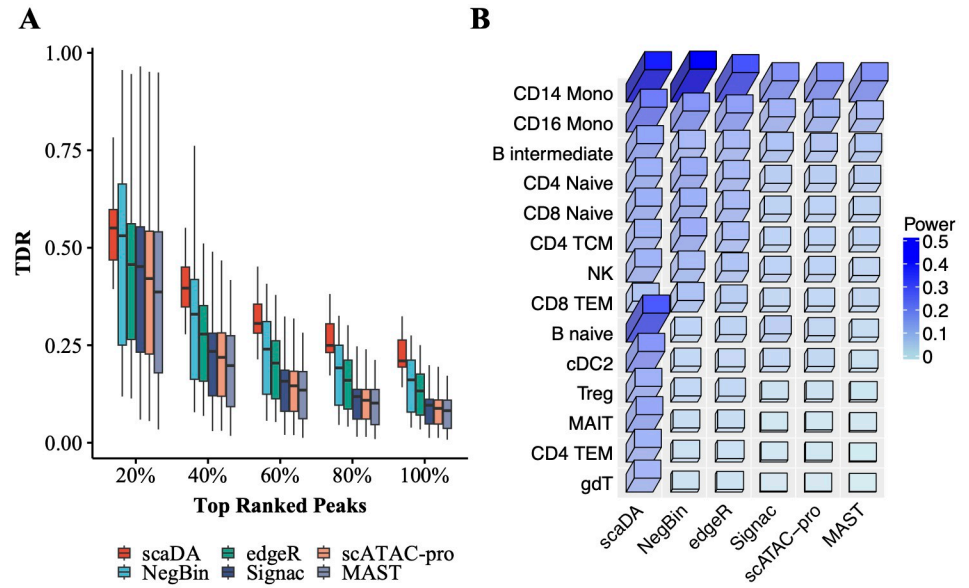 A
1.00
0.75
0.50
0.25
0.00
TDR
20% 40% 60% 80% 100%
Top Ranked Peaks
scaDA edgeR scATAC-pro
NegBin Signac MAST
B
CD14 Mono
CD16 Mono
B intermediate
CD4 Naive
CD8 Naive
CD4 TCM
NK
CD8 TEM
B naive
cDC2
Treg
MAIT
CD4 TEM
gdT
scaDA
NegBin
edgeR
Signac
scATAC-pro
MAST
Power
0.5
0.4
0.3
0.2
0.1
0